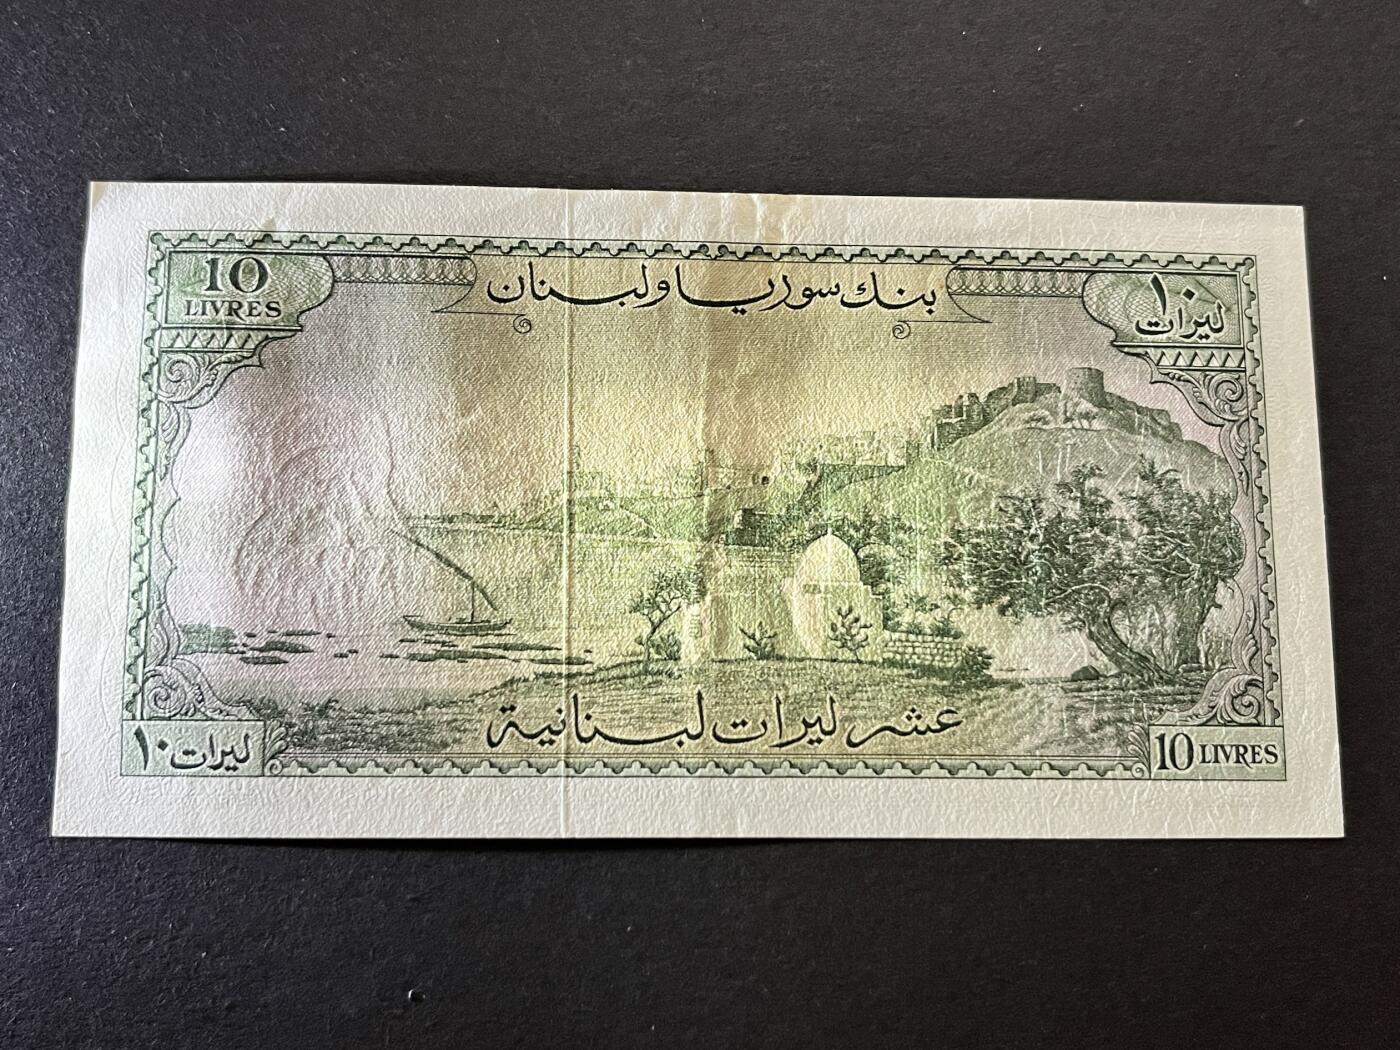 10
LIVRES
بنك سوريا ولبنان
١٠
ليرات
عشر ليرات لبنانية
١٠ ليرات
10 LIVRES